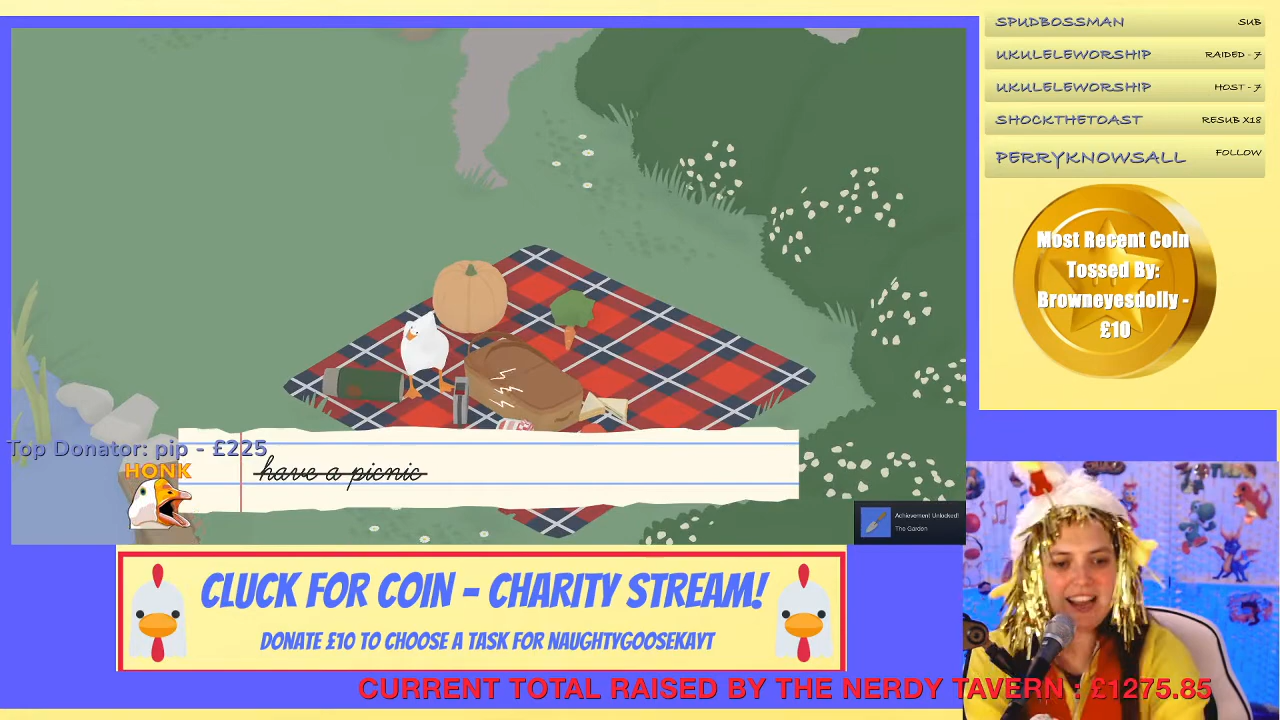 SPUDBOSSMAN SUB
UKULELEWORSHIP RAIDED - 7
UKULELEWORSHIP HOST - 7
SHOCKTHETOAST RESUB X18
PERRYKNOWSALL FOLLOW
Most Recent Coin
Tossed By:
Browneyesdolly -
£10
Top Donator: pip - £225
HONK
have a picnic
Achievement Unlocked!
The Garden
CLUCK FOR COIN - CHARITY STREAM!
DONATE £10 TO CHOOSE A TASK FOR NAUGHTYGOOSEKAYT
CURRENT TOTAL RAISED BY THE NERDY TAVERN : £1275.85